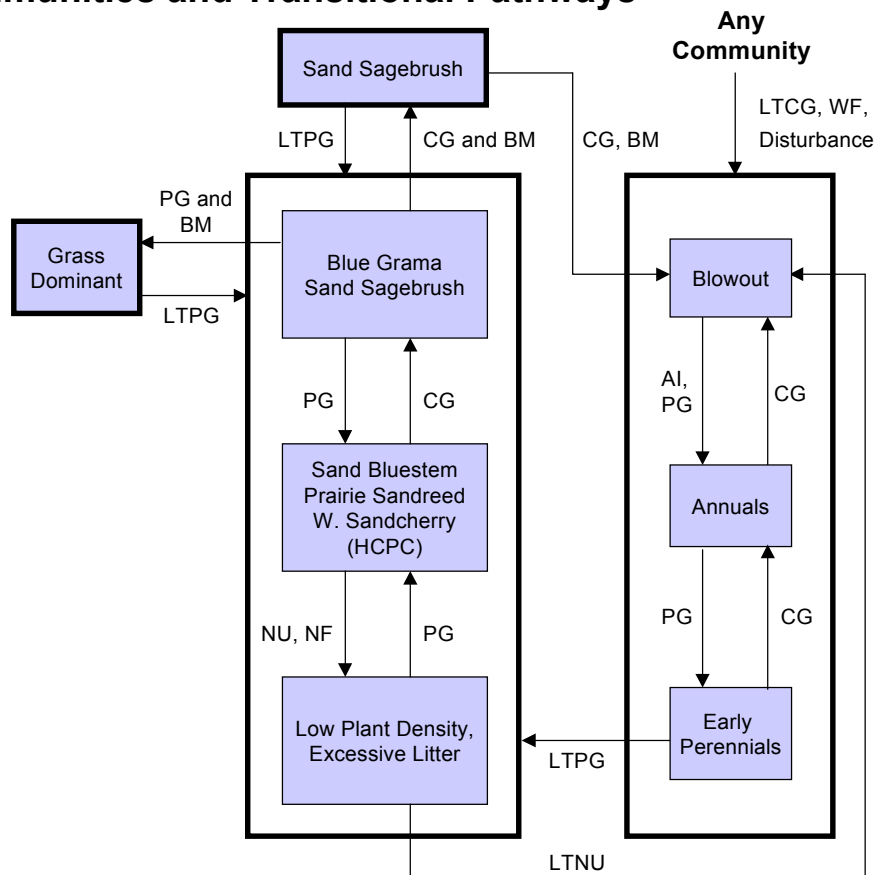 Transitional Pathways
Any
Community
Sand Sagebrush
LTCG, WF,
Disturbance
LTPG
CG and BM
CG, BM
PG and
BM
Grass
Dominant
LTPG
Blue Grama
Sand Sagebrush
Blowout
PG
CG
AI,
PG
CG
Sand Bluestem
Prairie Sandreed
W. Sandcherry
(HCPC)
Annuals
NU, NF
PG
PG
CG
Low Plant Density,
Excessive Litter
Early
Perennials
LTPG
LTNU